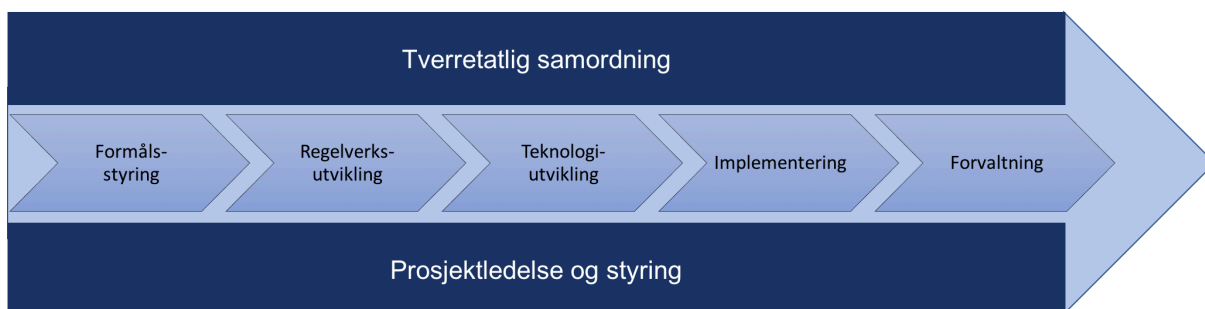 Tverretatlig samordning
Formåls-
styring
Regelverks-
utvikling
Teknologi-
utvikling
Implementering
Forvaltning
Prosjektledelse og styring